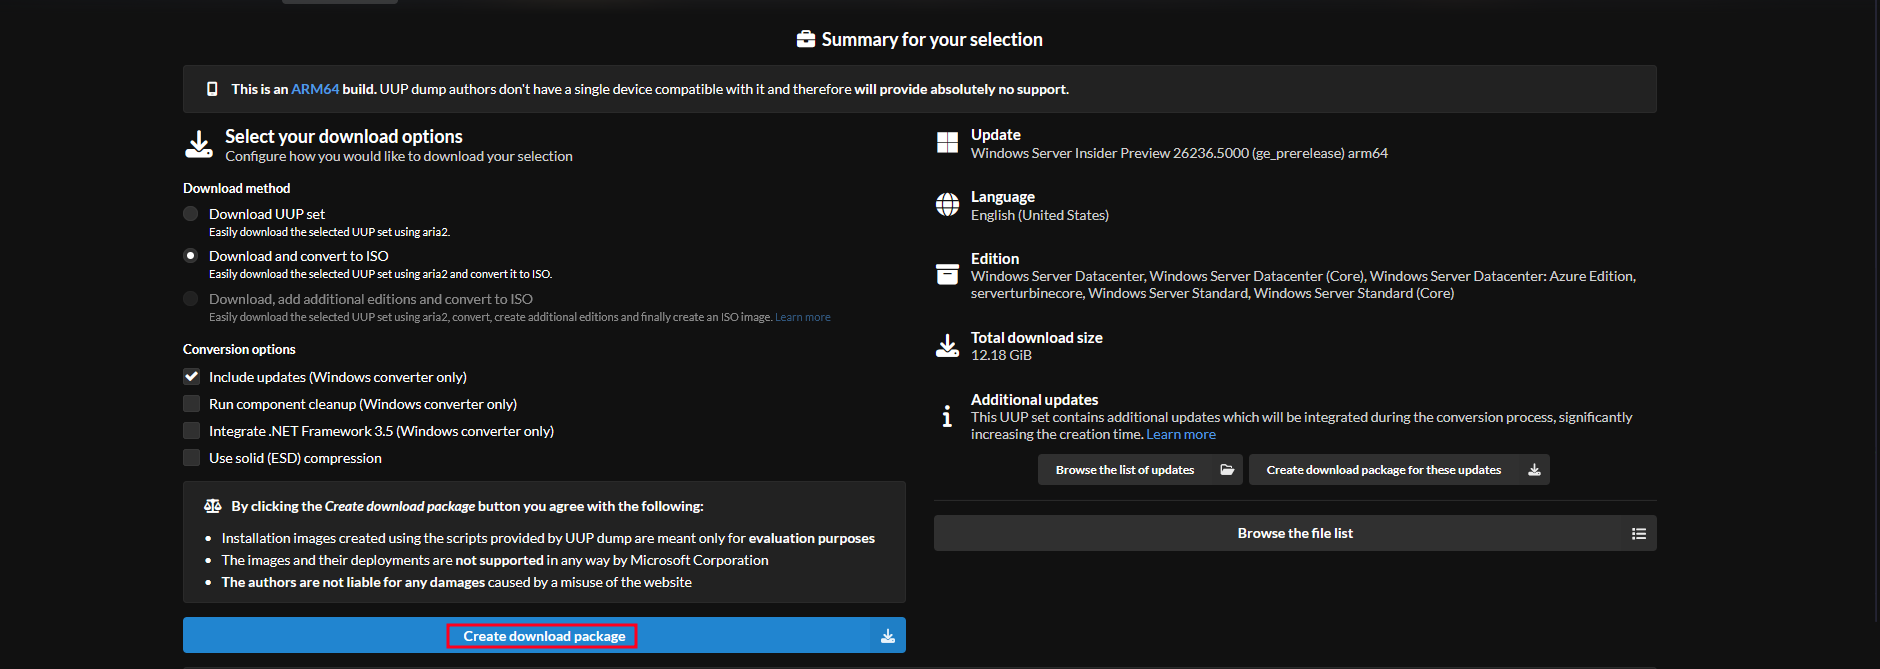 Summary for your selection
This is an ARM64 build. UUP dump authors don't have a single device compatible with it and therefore will provide absolutely no support.
Select your download options
Configure how you would like to download your selection
Download method
Download UUP set
Easily download the selected UUP set using aria2.
Download and convert to ISO
Easily download the selected UUP set using aria2 and convert it to ISO.
Download, add additional editions and convert to ISO
Easily download the selected UUP set using aria2, convert, create additional editions and finally create an ISO image. Learn more
Conversion options
Include updates (Windows converter only)
Run component cleanup (Windows converter only)
Integrate .NET Framework 3.5 (Windows converter only)
Use solid (ESD) compression
By clicking the Create download package button you agree with the following:
• Installation images created using the scripts provided by UUP dump are meant only for evaluation purposes
• The images and their deployments are not supported in any way by Microsoft Corporation
• The authors are not liable for any damages caused by a misuse of the website
Create download package
Update
Windows Server Insider Preview 26236.5000 (ge_prerelease) arm64
Language
English (United States)
Edition
Windows Server Datacenter, Windows Server Datacenter (Core), Windows Server Datacenter: Azure Edition,
serverturbinecore, Windows Server Standard, Windows Server Standard (Core)
Total download size
12.18 GiB
Additional updates
This UUP set contains additional updates which will be integrated during the conversion process, significantly
increasing the creation time. Learn more
Browse the list of updates
Create download package for these updates
Browse the file list